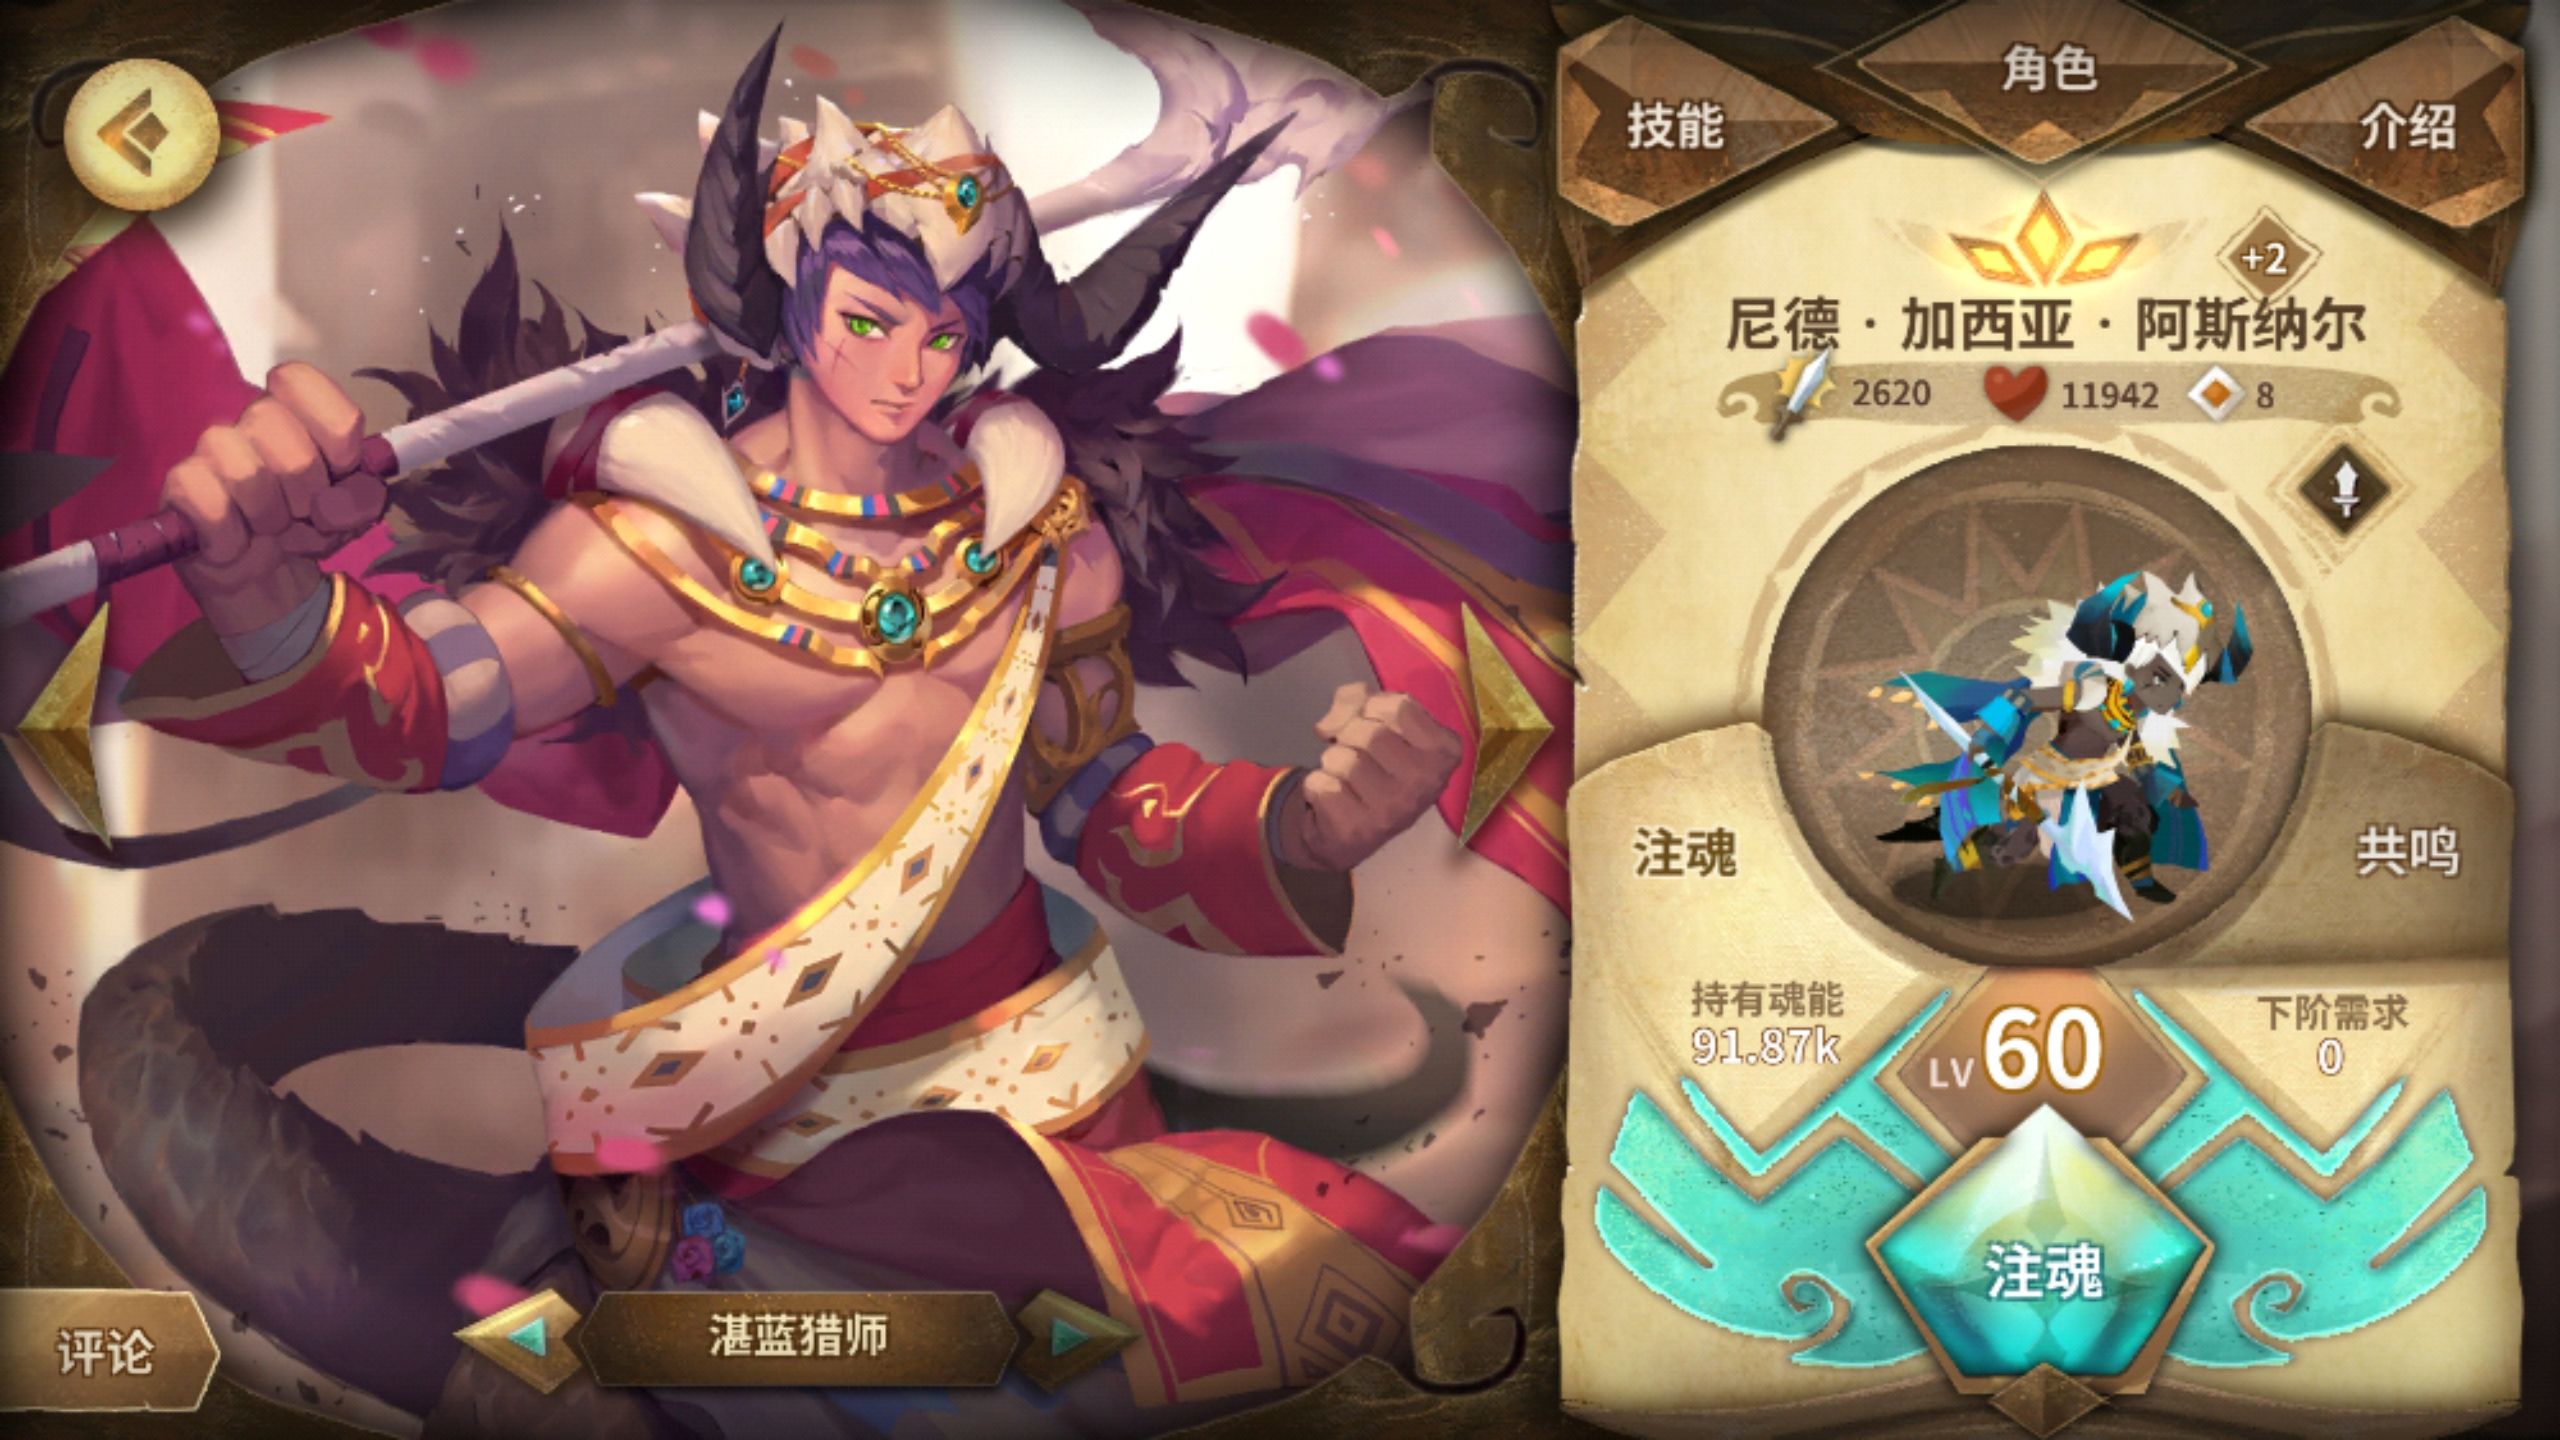 技能
角色
介绍
+2
尼德·加西亚·阿斯纳尔
2620
11942
8
注魂
共鸣
持有魂能
91.87k
下阶需求
0
LV 60
注魂
评论
湛蓝猎师